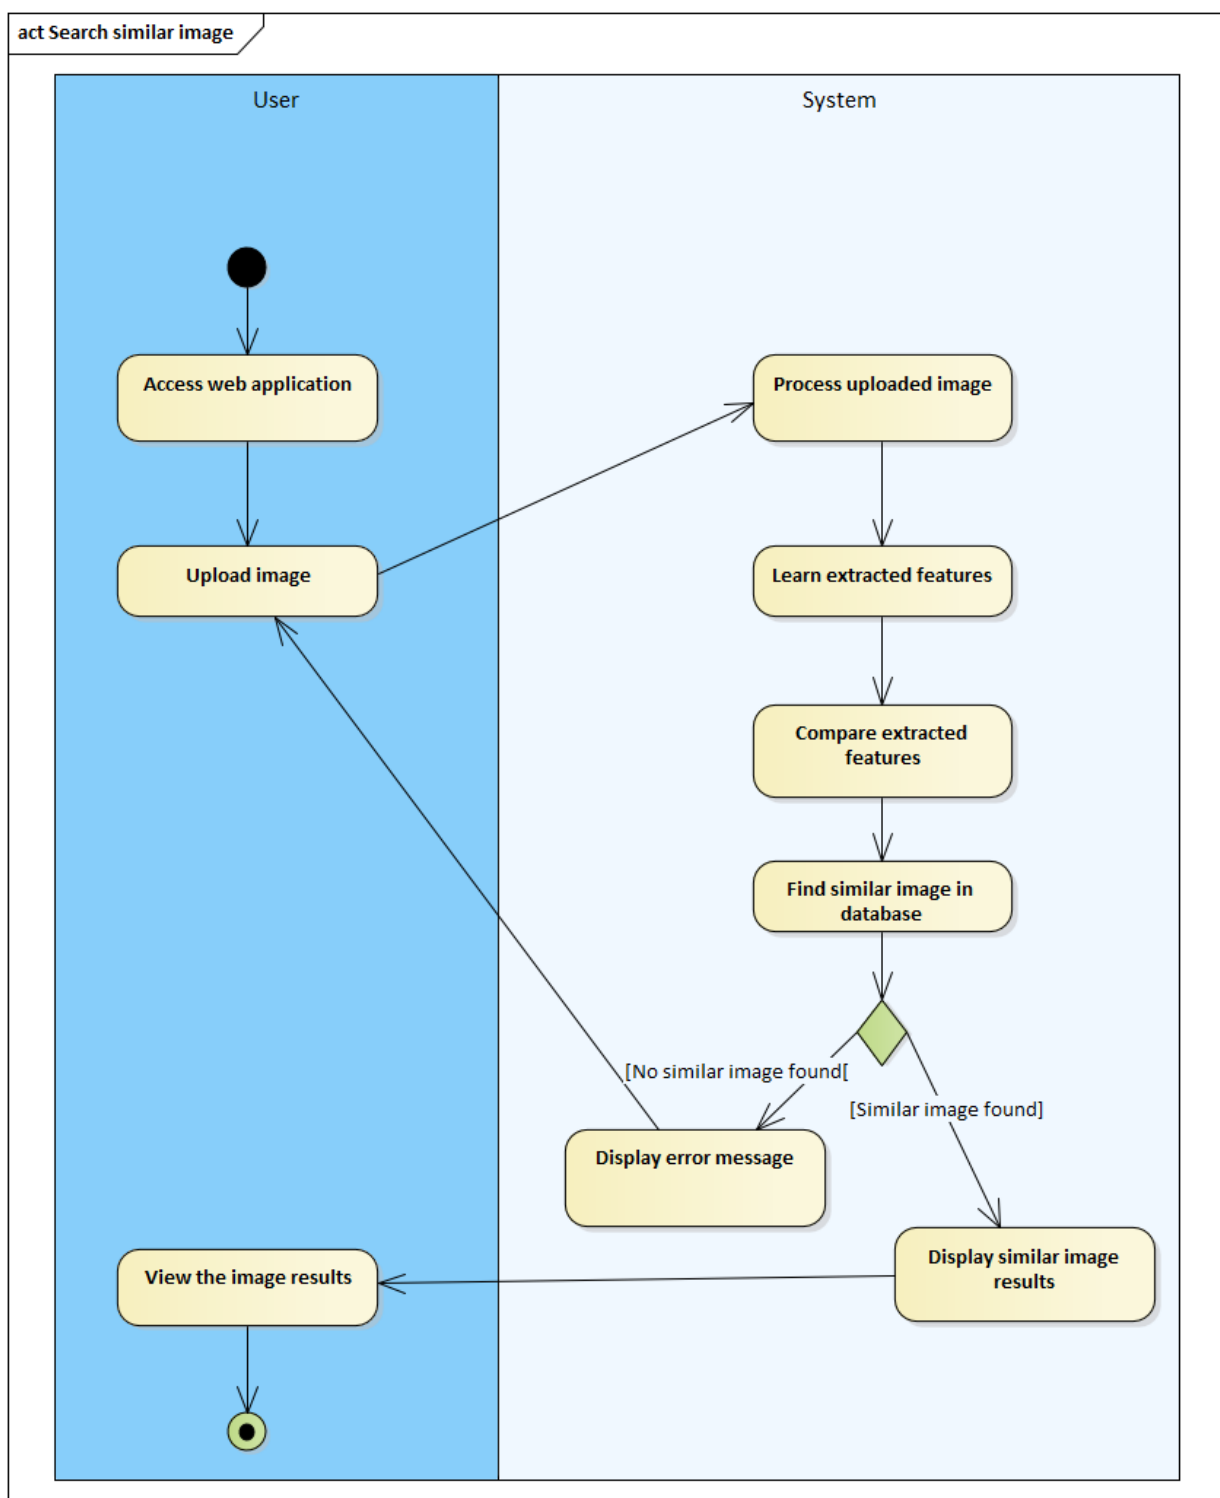 act Search similar image
User
System
Access web application
Process uploaded image
Upload image
Learn extracted features
Compare extracted
features
Find similar image in
database
[No similar image found[
[Similar image found]
Display error message
View the image results
Display similar image
results